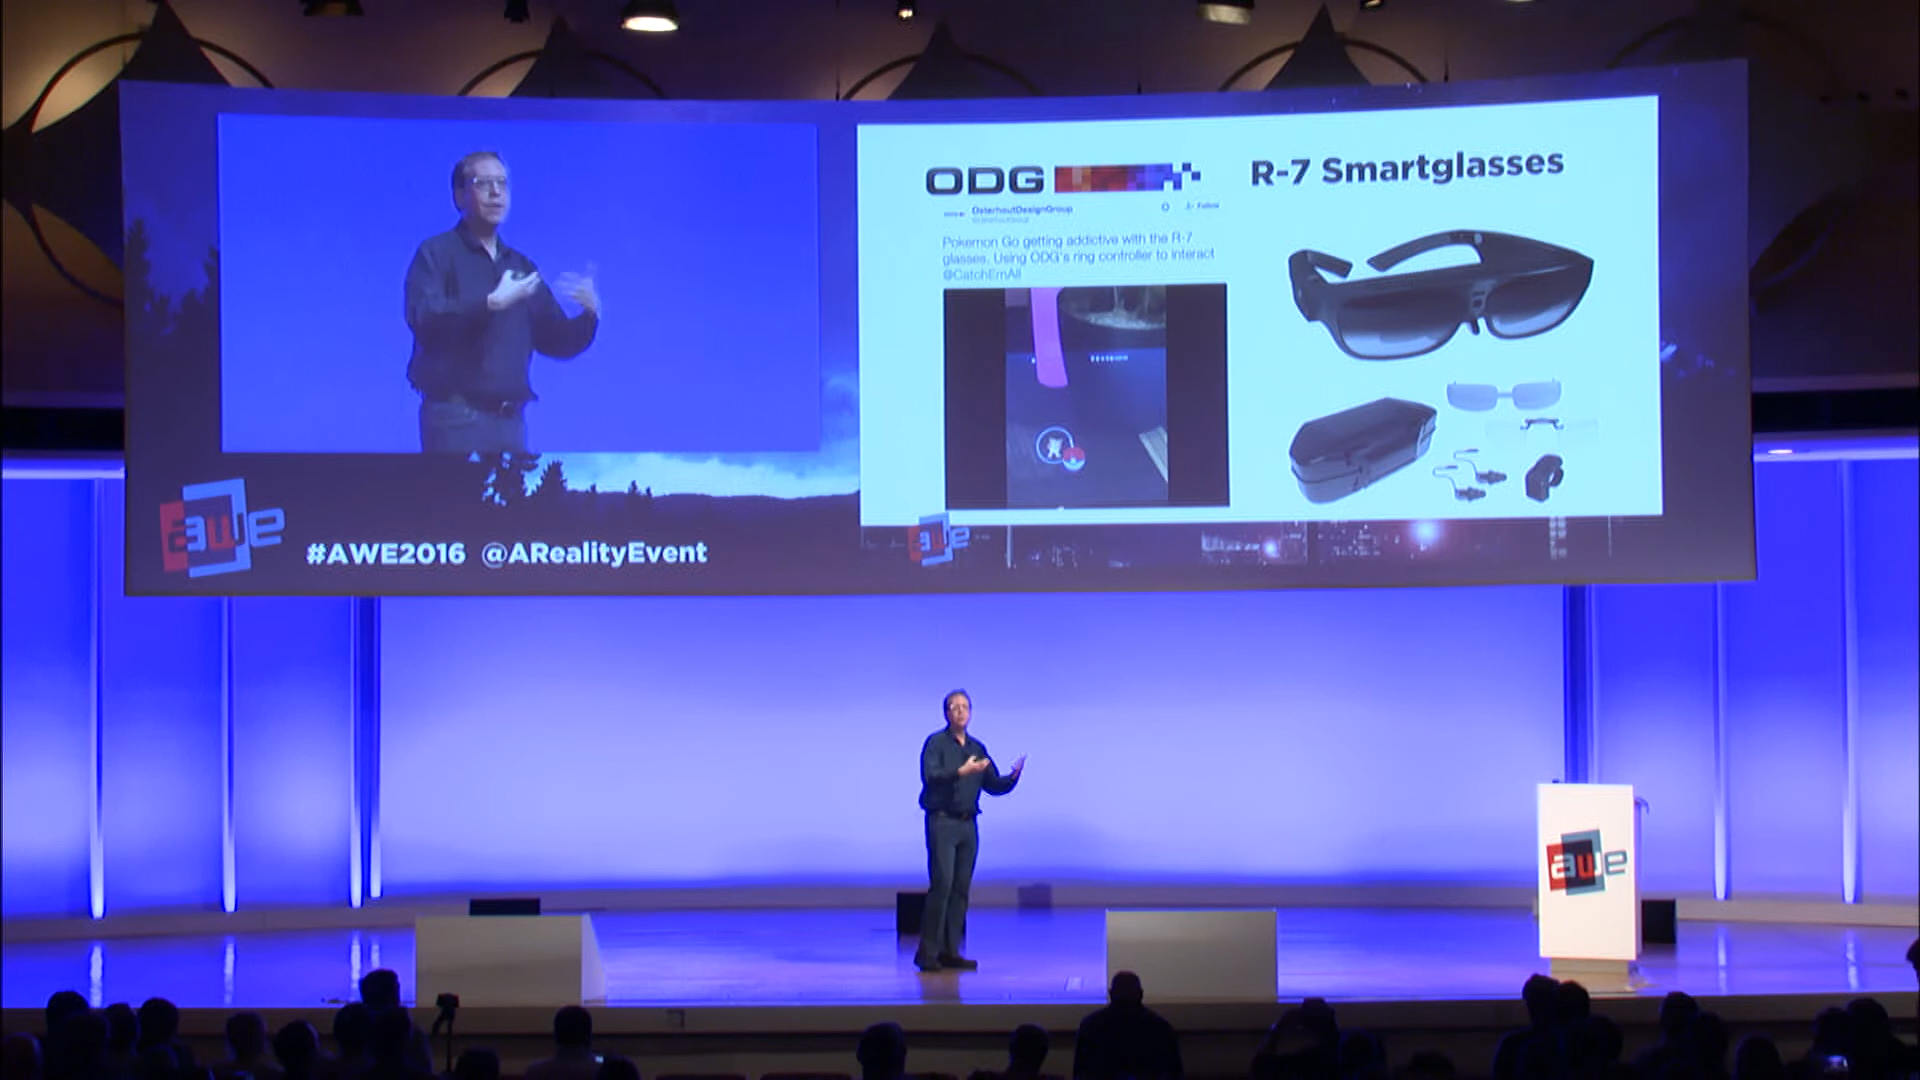 ODG
R-7 Smartglasses
OsterhoutDesignGroup
Follow
Pokemon Go getting addictive with the R-7
glasses. Using ODG's ring controller to interact
@CatchEmAll
awe
#AWE2016 @ARealityEvent
awe
awe